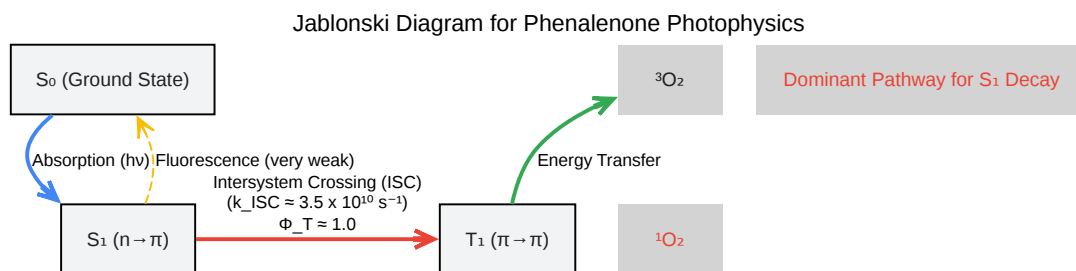 Jablonski Diagram for Phenalenone Photophysics
S₀ (Ground State)
³O₂
Dominant Pathway for S₁ Decay
Absorption (hν)
Fluorescence (very weak)
Energy Transfer
Intersystem Crossing (ISC)
(k_ISC ≈ 3.5 x 10¹⁰ s⁻¹)
Φ_T ≈ 1.0
S₁ (n→π)
T₁ (π→π)
¹O₂